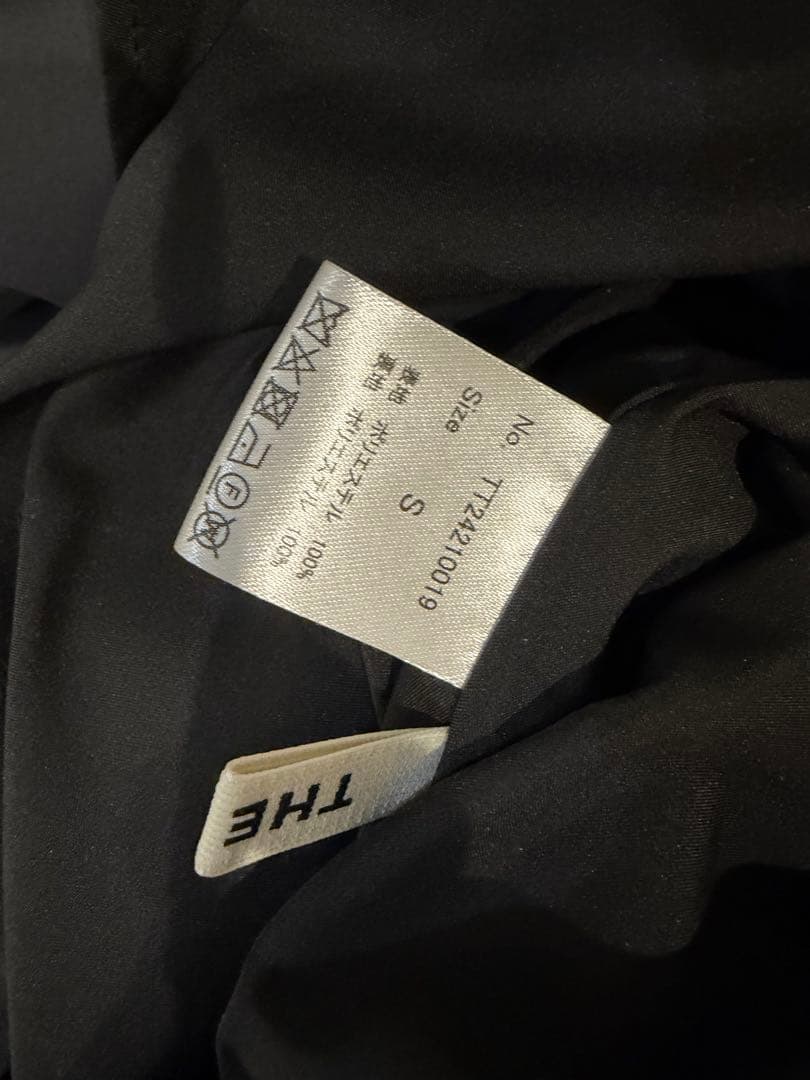 No. TT24210019
Size S
表地 ポリエステル 100%
裏地 ポリエステル 100%
F
W
THE